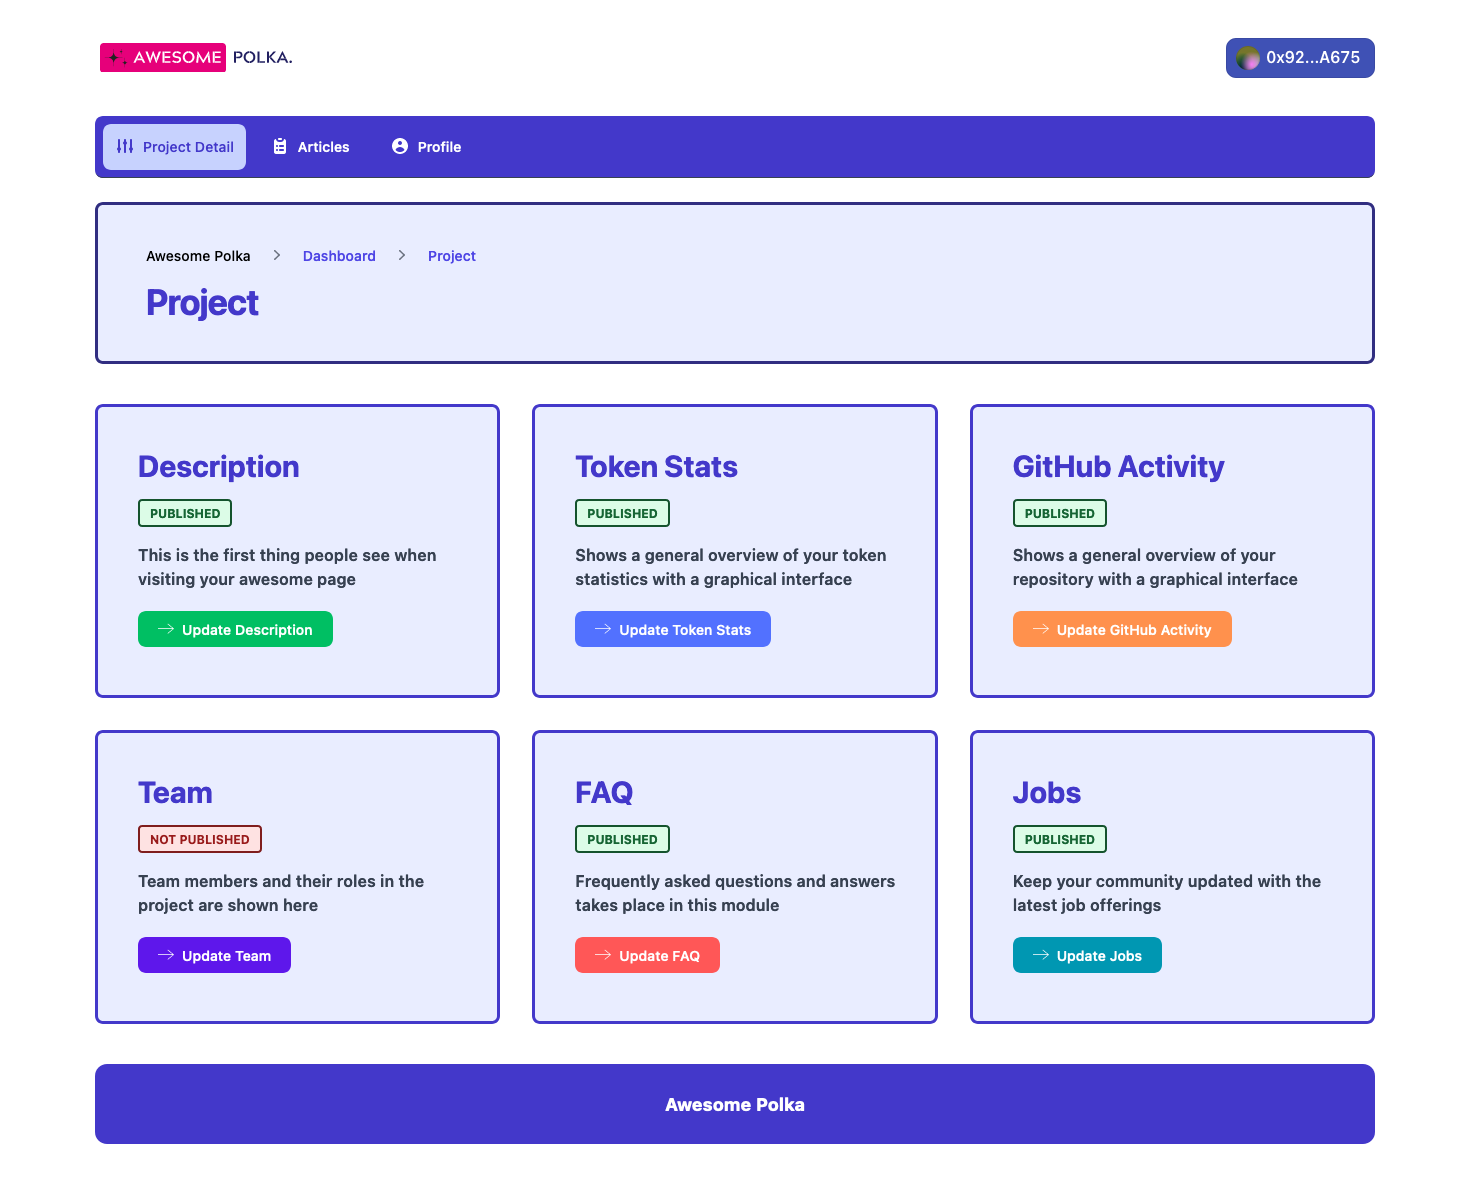 AWESOME POLKA.
0x92...A675
Project Detail
Articles
Profile
Awesome Polka
Dashboard
Project
Project
Description
PUBLISHED
This is the first thing people see when
visiting your awesome page
Update Description
Token Stats
PUBLISHED
Shows a general overview of your token
statistics with a graphical interface
Update Token Stats
GitHub Activity
PUBLISHED
Shows a general overview of your
repository with a graphical interface
Update GitHub Activity
Team
NOT PUBLISHED
Team members and their roles in the
project are shown here
Update Team
FAQ
PUBLISHED
Frequently asked questions and answers
takes place in this module
Update FAQ
Jobs
PUBLISHED
Keep your community updated with the
latest job offerings
Update Jobs
Awesome Polka